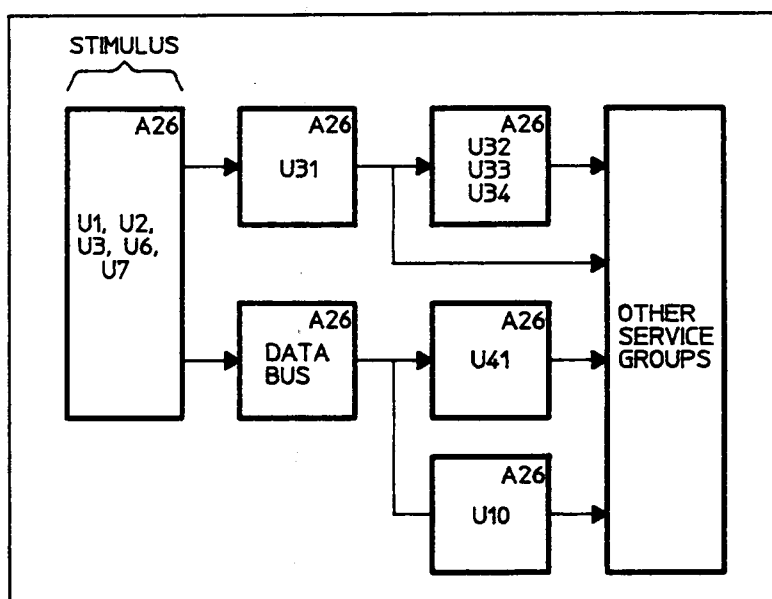 STIMULUS
A26
U1, U2,
U3, U6,
U7
A26
U31
A26
U32
U33
U34
A26
DATA
BUS
A26
U41
A26
U10
OTHER
SERVICE
GROUPS